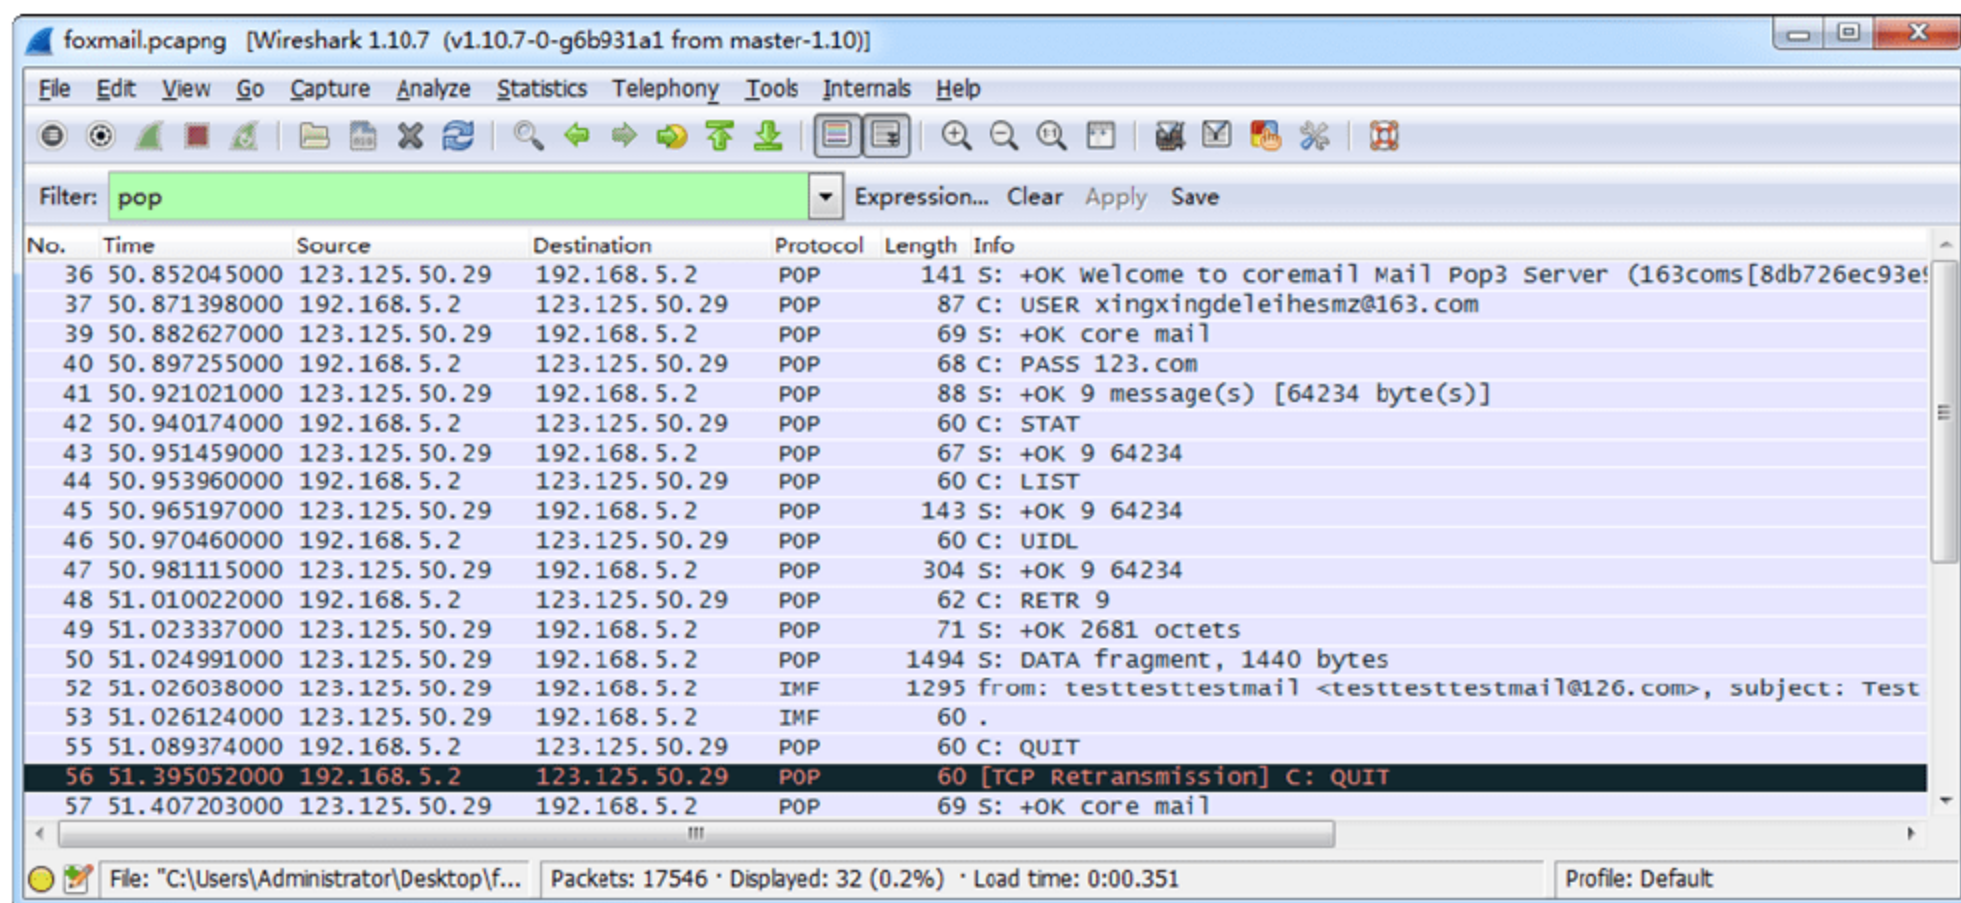 foxmail.pcapng [Wireshark 1.10.7 (v1.10.7-0-g6b931a1 from master-1.10)]
File Edit View Go Capture Analyze Statistics Telephony Tools Internals Help
Filter: pop Expression... Clear Apply Save
No. Time Source Destination Protocol Length Info
36 50.852045000 123.125.50.29 192.168.5.2 POP 141 S: +OK Welcome to coremail Mail Pop3 Server (163coms[8db726ec93e9
37 50.871398000 192.168.5.2 123.125.50.29 POP 87 C: USER xingxingdeleihesmz@163.com
39 50.882627000 123.125.50.29 192.168.5.2 POP 69 S: +OK core mail
40 50.897255000 192.168.5.2 123.125.50.29 POP 68 C: PASS 123.com
41 50.921021000 123.125.50.29 192.168.5.2 POP 88 S: +OK 9 message(s) [64234 byte(s)]
42 50.940174000 192.168.5.2 123.125.50.29 POP 60 C: STAT
43 50.951459000 123.125.50.29 192.168.5.2 POP 67 S: +OK 9 64234
44 50.953960000 192.168.5.2 123.125.50.29 POP 60 C: LIST
45 50.965197000 123.125.50.29 192.168.5.2 POP 143 S: +OK 9 64234
46 50.970460000 192.168.5.2 123.125.50.29 POP 60 C: UIDL
47 50.981115000 123.125.50.29 192.168.5.2 POP 304 S: +OK 9 64234
48 51.010022000 192.168.5.2 123.125.50.29 POP 62 C: RETR 9
49 51.023337000 123.125.50.29 192.168.5.2 POP 71 S: +OK 2681 octets
50 51.024991000 123.125.50.29 192.168.5.2 POP 1494 S: DATA fragment, 1440 bytes
52 51.026038000 123.125.50.29 192.168.5.2 IMF 1295 from: testtesttestmail <testtesttestmail@126.com>, subject: Test
53 51.026124000 123.125.50.29 192.168.5.2 IMF 60 .
55 51.089374000 192.168.5.2 123.125.50.29 POP 60 C: QUIT
56 51.395052000 192.168.5.2 123.125.50.29 POP 60 [TCP Retransmission] C: QUIT
57 51.407203000 123.125.50.29 192.168.5.2 POP 69 S: +OK core mail
File: "C:\Users\Administrator\Desktop\f... Packets: 17546 · Displayed: 32 (0.2%) · Load time: 0:00.351 Profile: Default